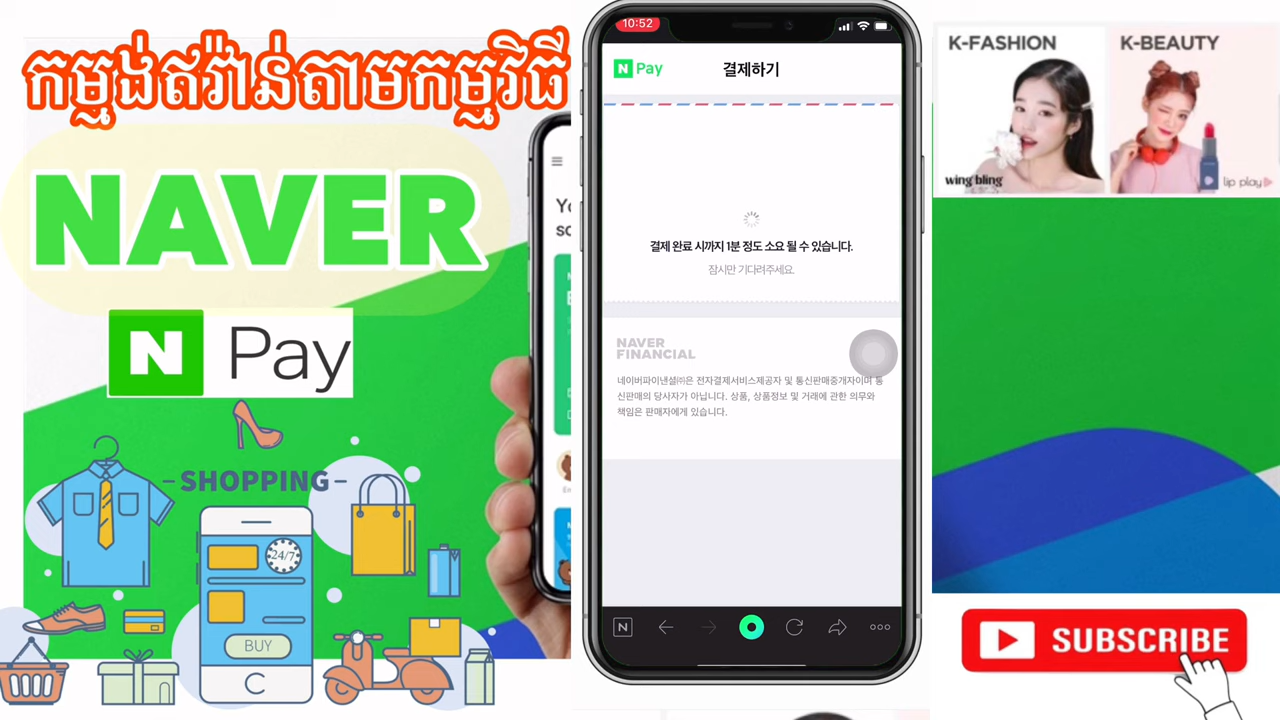 កម្មង់ឥវ៉ាន់តាមកម្មវិធី
NAVER
N Pay
SHOPPING
24/7
BUY
10:52
N Pay
결제하기
결제 완료 시까지 1분 정도 소요 될 수 있습니다.
잠시만 기다려주세요.
NAVER
FINANCIAL
네이버파이낸셜㈜은 전자결제서비스제공자 및 통신판매중개자이며 통
신판매의 당사자가 아닙니다. 상품, 상품정보 및 거래에 관한 의무와
책임은 판매자에게 있습니다.
N
K-FASHION
K-BEAUTY
wing bling
lip play
SUBSCRIBE